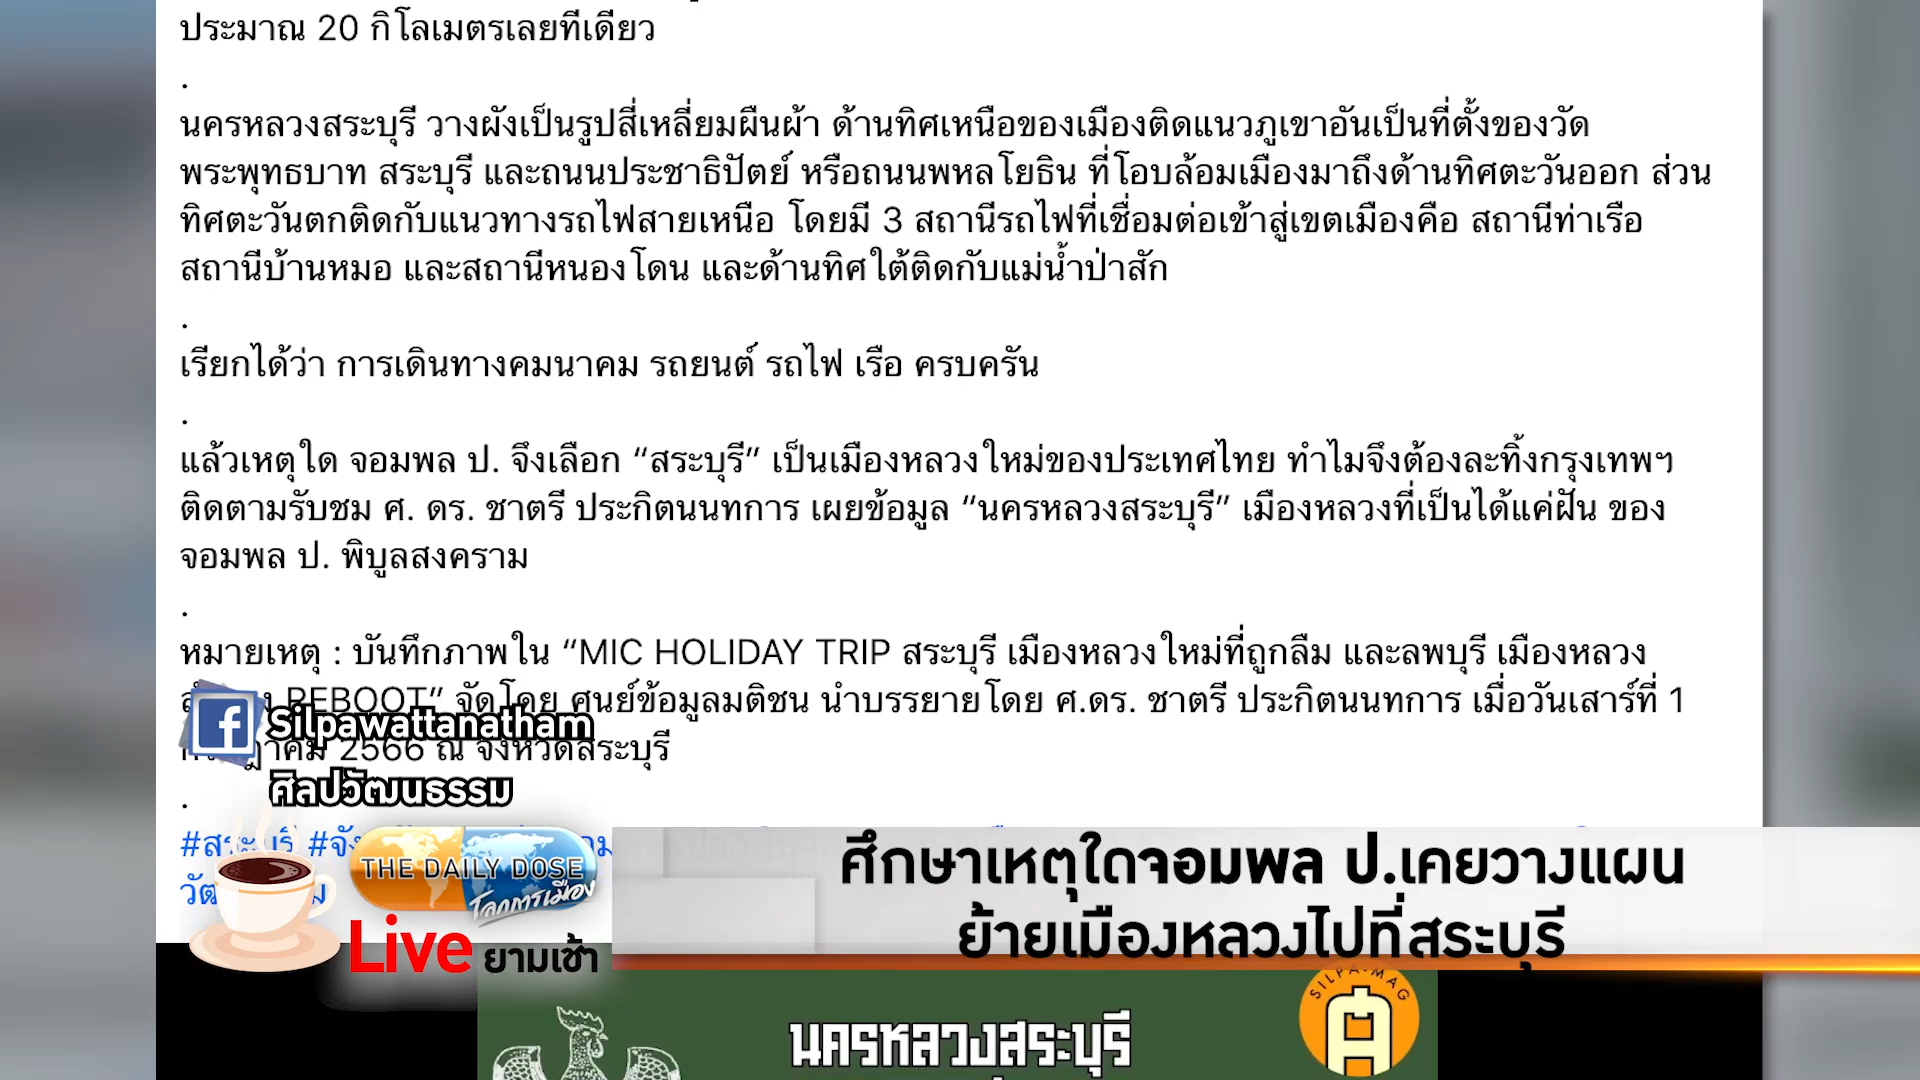 ประมาณ 20 กิโลเมตรเลยทีเดียว
.
นครหลวงสระบุรี วางผังเป็นรูปสี่เหลี่ยมผืนผ้า ด้านทิศเหนือของเมืองติดแนวภูเขาอันเป็นที่ตั้งของวัด
พระพุทธบาท สระบุรี และถนนประชาธิปัตย์ หรือถนนพหลโยธิน ที่โอบล้อมเมืองมาถึงด้านทิศตะวันออก ส่วน
ทิศตะวันตกติดกับแนวทางรถไฟสายเหนือ โดยมี 3 สถานีรถไฟที่เชื่อมต่อเข้าสู่เขตเมืองคือ สถานีท่าเรือ
สถานีบ้านหมอ และสถานีหนองโดน และด้านทิศใต้ติดกับแม่น้ำป่าสัก
.
เรียกได้ว่า การเดินทางคมนาคม รถยนต์ รถไฟ เรือ ครบครัน
.
แล้วเหตุใด จอมพล ป. จึงเลือก “สระบุรี” เป็นเมืองหลวงใหม่ของประเทศไทย ทำไมจึงต้องละทิ้งกรุงเทพฯ
ติดตามรับชม ศ. ดร. ชาตรี ประกิตนนทการ เผยข้อมูล “นครหลวงสระบุรี” เมืองหลวงที่เป็นได้แค่ฝัน ของ
จอมพล ป. พิบูลสงคราม
.
หมายเหตุ : บันทึกภาพใน “MIC HOLIDAY TRIP สระบุรี เมืองหลวงใหม่ที่ถูกลืม และลพบุรี เมืองหลวง
REBOOT” จัดโดย ศูนย์ข้อมูลมติชน นำบรรยายโดย ศ.ดร. ชาตรี ประกิตนนทการ เมื่อวันเสาร์ที่ 1
2566 ณ จังหวัดสระบุรี
.
#สระบุรี
Silpawattanatham
ศิลปวัฒนธรรม
THE DAILY DOSE
โลกการเมือง
Live ยามเช้า
ศึกษาเหตุใดจอมพล ป.เคยวางแผน
ย้ายเมืองหลวงไปที่สระบุรี
SILPA-MAG
นครหลวงสระบุรี